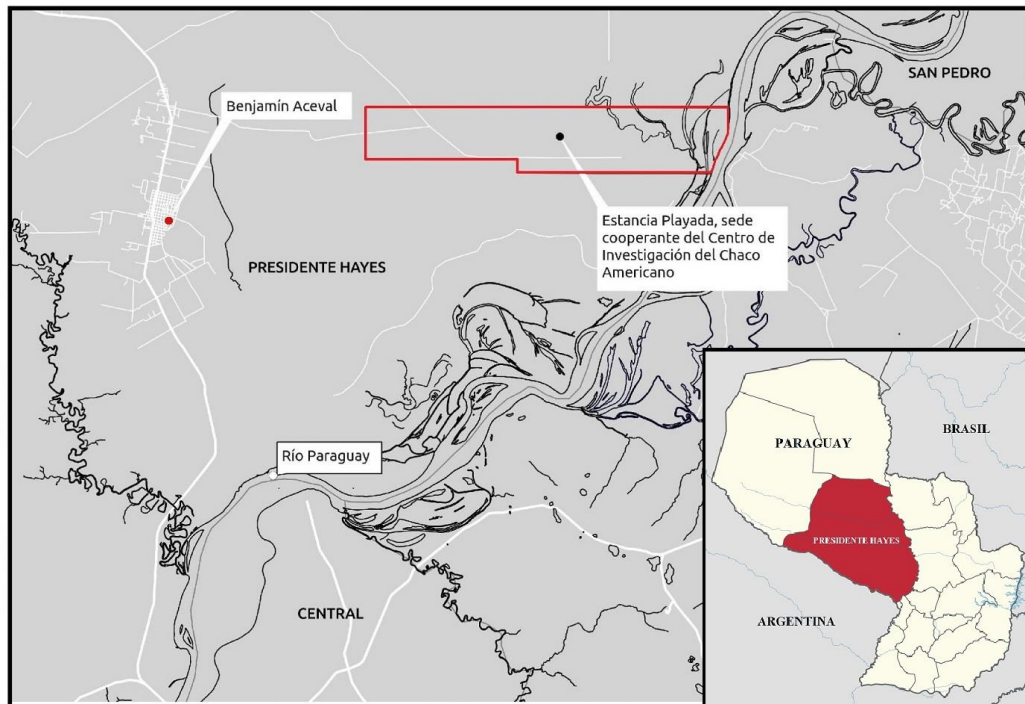 SAN PEDRO
Benjamín Aceval
Estancia Playada, sede
cooperante del Centro de
Investigación del Chaco
Americano
PRESIDENTE HAYES
Río Paraguay
CENTRAL
PARAGUAY
BRASIL
PRESIDENTE HAYES
ARGENTINA